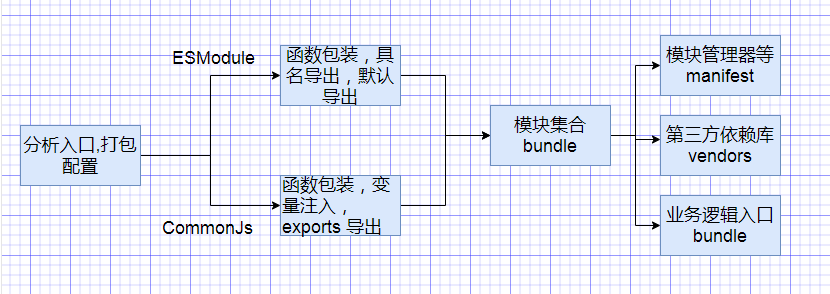 分析入口,打包
配置
ESModule
函数包装，具
名导出，默认
导出
CommonJs
函数包装，变
量注入，
exports 导出
模块集合
bundle
模块管理器等
manifest
第三方依赖库
vendors
业务逻辑入口
bundle